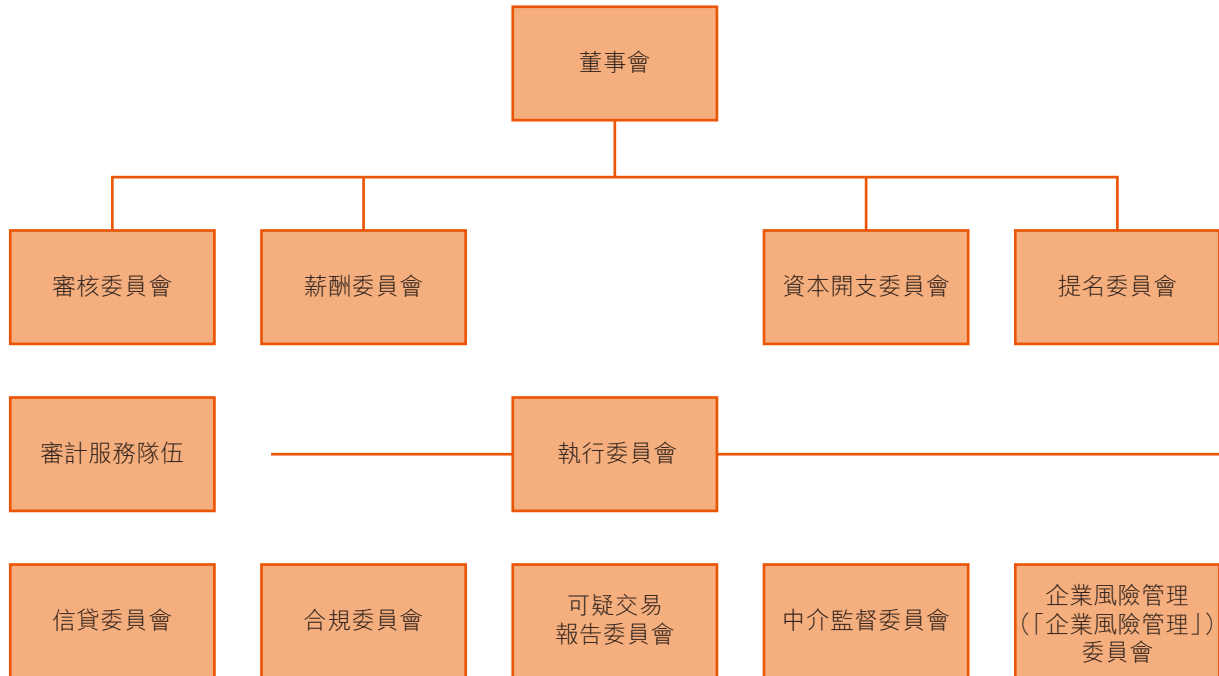 董事會
審核委員會
薪酬委員會
資本開支委員會
提名委員會
審計服務隊伍
執行委員會
信貸委員會
合規委員會
可疑交易
報告委員會
中介監督委員會
企業風險管理
(「企業風險管理」)
委員會